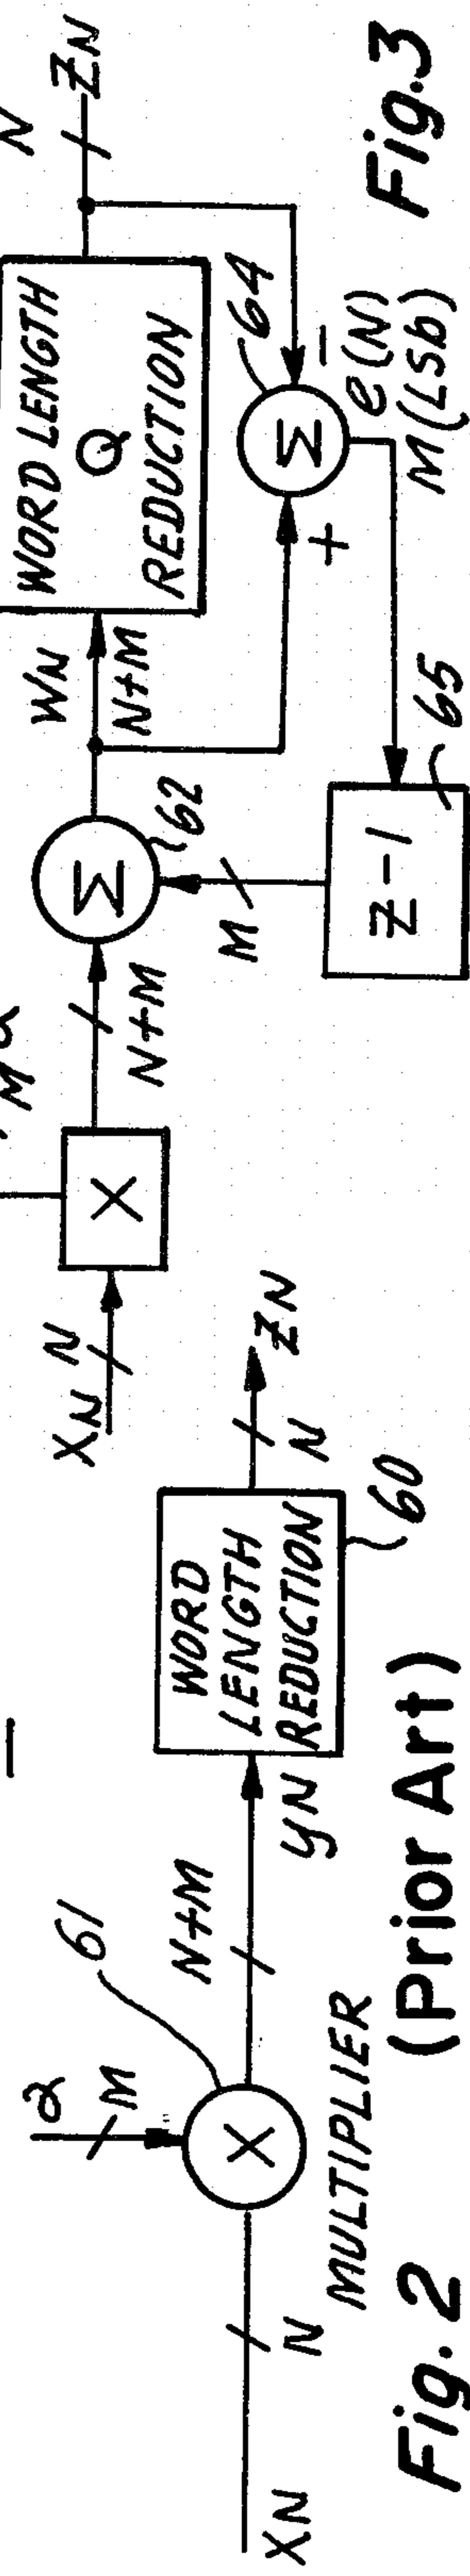 XN
N
a
M
61
X
MULTIPLIER
N+M
YN
WORD
LENGTH
REDUCTION
60
N
ZN
Fig. 2
(Prior Art)
XN
N
M
X
N+M
Σ
62
WN
N+M
WORD LENGTH
Q
REDUCTION
N
ZN
64
Σ
+
−
e(N)
M(LSb)
65
Z-1
M
Fig.3